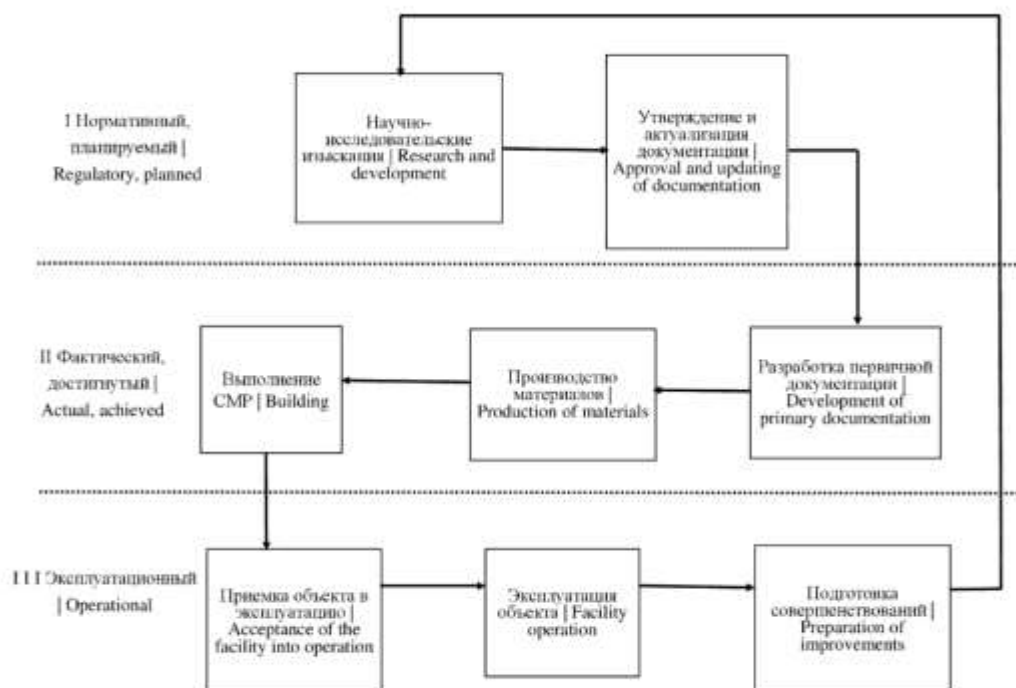 I Нормативный,
планируемый |
Regulatory, planned
Научно-
исследовательские
изыскания | Research and
development
Утверждение и
актуализация
документации |
Approval and updating
of documentation
II Фактический,
достигнутый |
Actual, achieved
Выполнение
СМР | Building
Производство
материалов |
Production of materials
Разработка первичной
документации |
Development of
primary documentation
I I I Эксплуатационный
| Operational
Приемка объекта в
эксплуатацию |
Acceptance of the
facility into operation
Эксплуатация
объекта | Facility
operation
Подготовка
совершенствований |
Preparation of
improvements